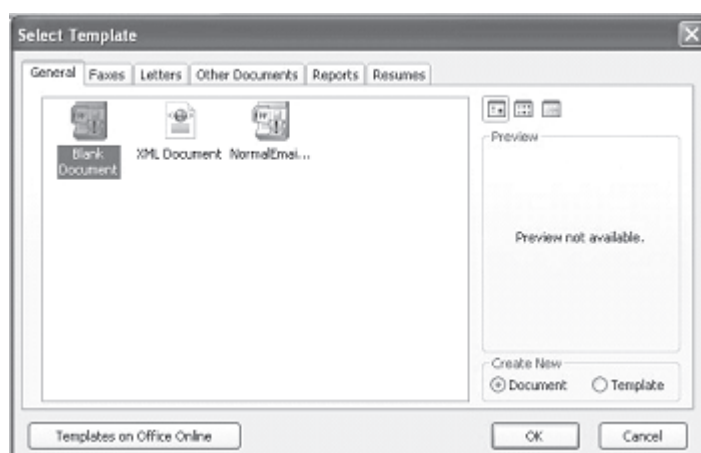 Select Template
General Faxes Letters Other Documents Reports Resumes
Blank Document
XML Document
NormalEmai...
Preview
Preview not available.
Create New
Document Template
Templates on Office Online OK Cancel